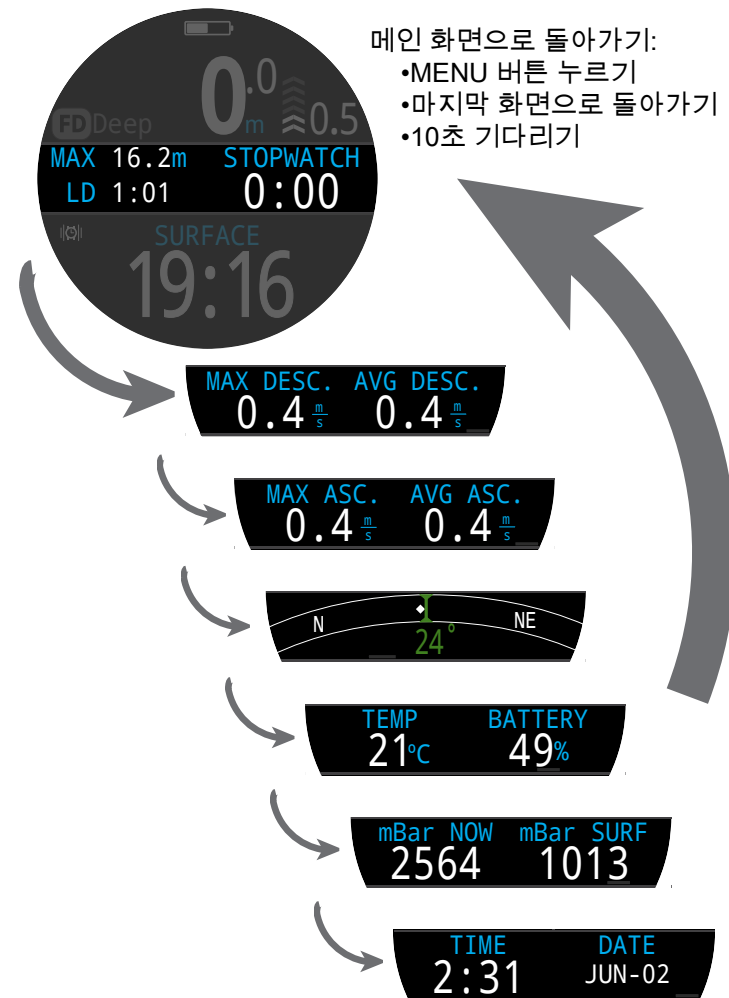 메인 화면으로 돌아가기:
•MENU 버튼 누르기
•마지막 화면으로 돌아가기
•10초 기다리기
FD Deep 0.0 m 0.5
MAX 16.2m STOPWATCH
LD 1:01 0:00
SURFACE
19:16
MAX DESC. AVG DESC.
0.4 m/s 0.4 m/s
MAX ASC. AVG ASC.
0.4 m/s 0.4 m/s
N NE
24°
TEMP BATTERY
21°C 49%
mBar NOW mBar SURF
2564 1013
TIME DATE
2:31 JUN-02